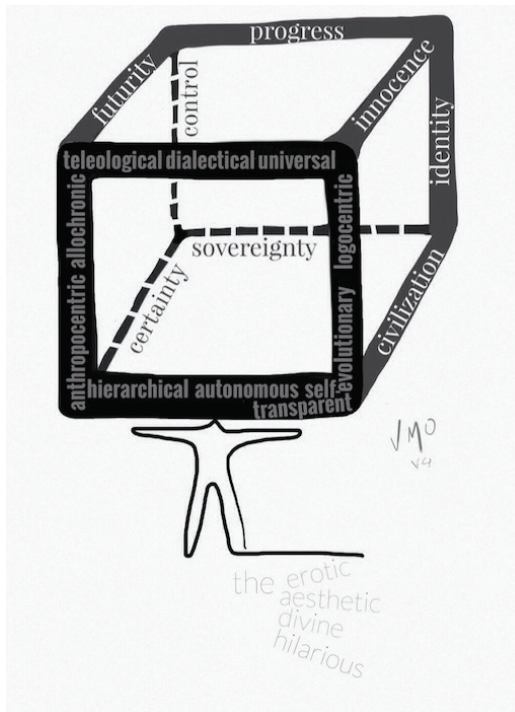 progress
futurity
control
innocence
identity
teleological dialectical universal
anthropocentric allochronic
evolutionary logocentric
sovereignty
certainty
civilization
hierarchical autonomous self-
transparent
VMO
V4
the erotic
aesthetic
divine
hilarious